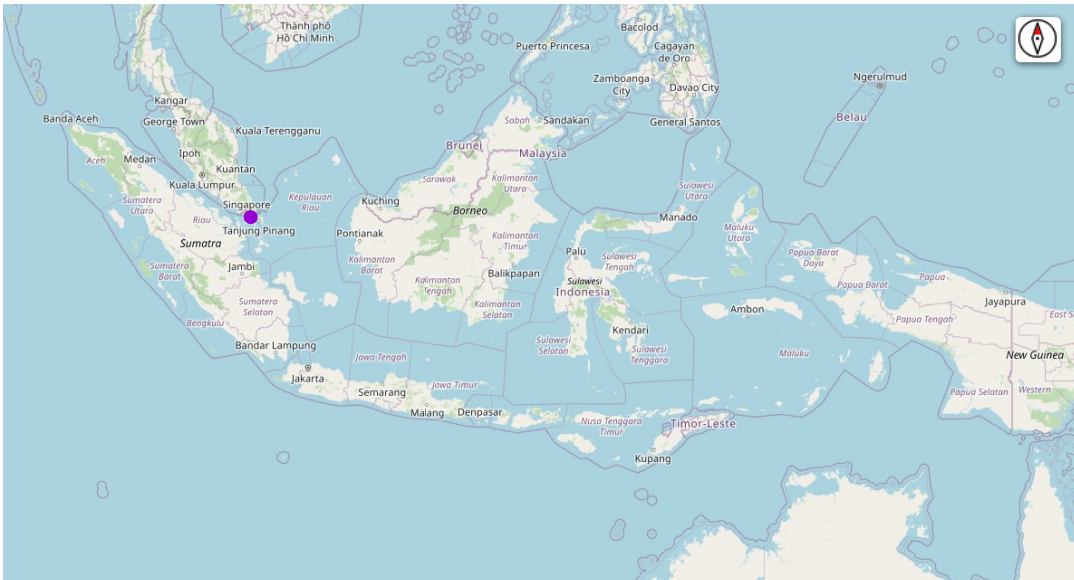 Thành phố
Hồ Chí Minh
Bacolod
Puerto Princesa
Cagayan
de Oro
Zamboanga
City
Davao City
Ngerulmud
Kangar
Banda Aceh
George Town
Kuala Terengganu
Sabah
Sandakan
General Santos
Belau
Brunei
Malaysia
Aceh
Medan
Ipoh
Kuantan
Kuala Lumpur
Sarawak
Kalimantan
Utara
Sumatera
Utara
Singapore
Kepulauan
Riau
Kuching
Borneo
Sulawesi
Utara
Manado
Riau
Tanjung Pinang
Pontianak
Maluku
Utara
Sumatra
Kalimantan
Timur
Palu
Sulawesi
Tengah
Papua Barat
Daya
Sumatera
Barat
Jambi
Kalimantan
Barat
Balikpapan
Kalimantan
Tengah
Sulawesi
Indonesia
Papua
Papua Barat
Sumatera
Selatan
Kalimantan
Selatan
Ambon
Jayapura
Bengkulu
Kendari
Papua Tengah
East S
Bandar Lampung
Jawa Tengah
Sulawesi
Selatan
Sulawesi
Tenggara
Maluku
New Guinea
Jakarta
Semarang
Jawa Timur
Papua Selatan
Western
Malang
Denpasar
Nusa Tenggara
Timur
Timor-Leste
Kupang